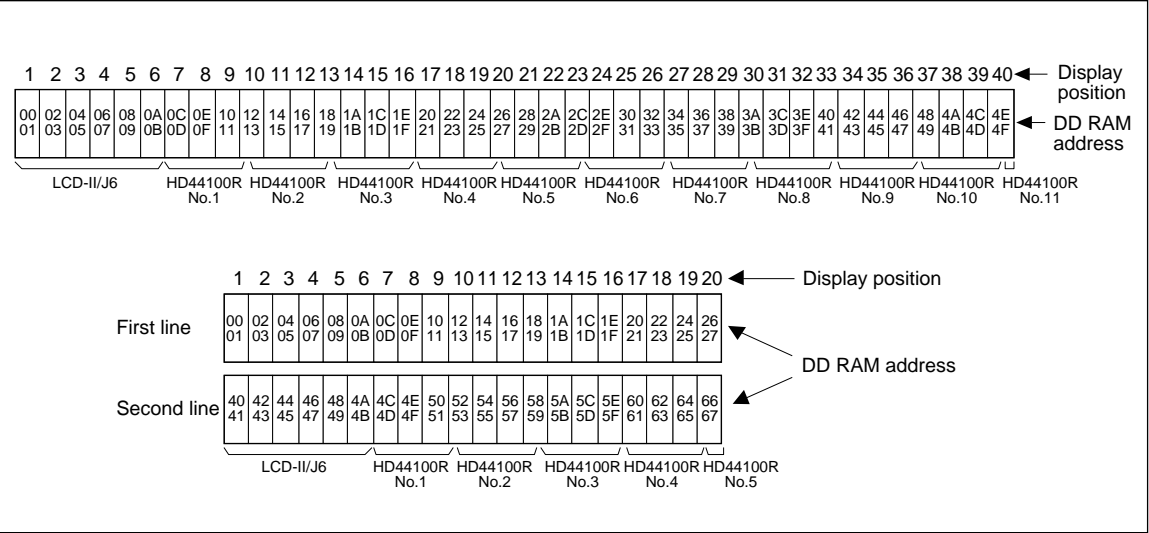 1 2 3 4 5 6 7 8 9 10 11 12 13 14 15 16 17 18 19 20 21 22 23 24 25 26 27 28 29 30 31 32 33 34 35 36 37 38 39 40 Display position
00 02 04 06 08 0A 0C 0E 10 12 14 16 18 1A 1C 1E 20 22 24 26 28 2A 2C 2E 30 32 34 36 38 3A 3C 3E 40 42 44 46 48 4A 4C 4E DD RAM address
01 03 05 07 09 0B 0D 0F 11 13 15 17 19 1B 1D 1F 21 23 25 27 29 2B 2D 2F 31 33 35 37 39 3B 3D 3F 41 43 45 47 49 4B 4D 4F
LCD-II/J6 HD44100R HD44100R HD44100R HD44100R HD44100R HD44100R HD44100R HD44100R HD44100R HD44100R HD44100R
No.1 No.2 No.3 No.4 No.5 No.6 No.7 No.8 No.9 No.10 No.11
1 2 3 4 5 6 7 8 9 10 11 12 13 14 15 16 17 18 19 20 Display position
First line
00 02 04 06 08 0A 0C 0E 10 12 14 16 18 1A 1C 1E 20 22 24 26
01 03 05 07 09 0B 0D 0F 11 13 15 17 19 1B 1D 1F 21 23 25 27
DD RAM address
Second line
40 42 44 46 48 4A 4C 4E 50 52 54 56 58 5A 5C 5E 60 62 64 66
41 43 45 47 49 4B 4D 4F 51 53 55 57 59 5B 5D 5F 61 63 65 67
LCD-II/J6 HD44100R HD44100R HD44100R HD44100R HD44100R
No.1 No.2 No.3 No.4 No.5